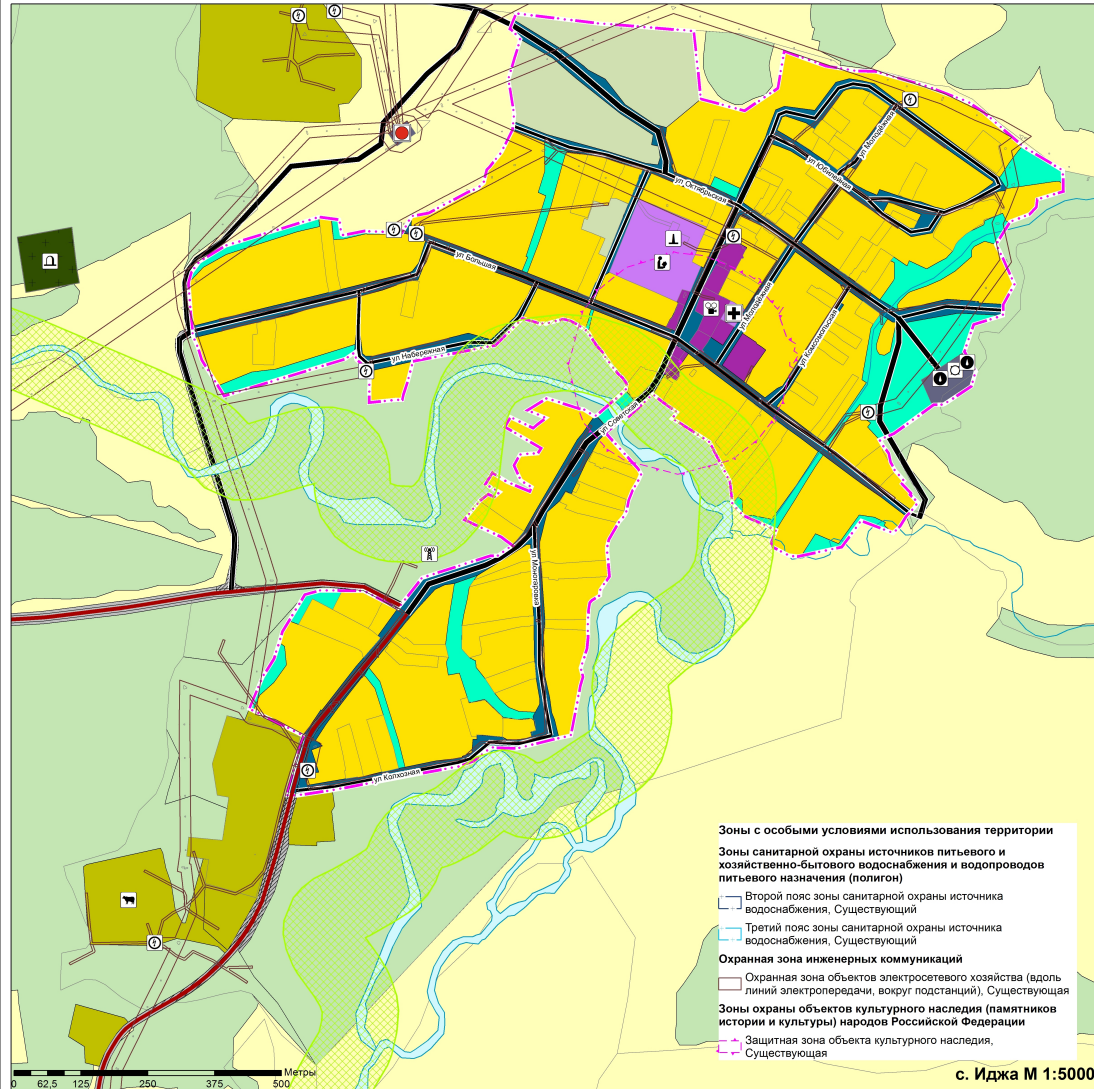 ул Молодёжная
ул Юбилейная
ул Октябрьская
ул Большая
ул Молодёжная
ул Комсомольская
ул Набережная
ул Советская
ул Моногаровка
ул Колхозная
Зоны с особыми условиями использования территории
Зоны санитарной охраны источников питьевого и
хозяйственно-бытового водоснабжения и водопроводов
питьевого назначения (полигон)
Второй пояс зоны санитарной охраны источника
водоснабжения, Существующий
Третий пояс зоны санитарной охраны источника
водоснабжения, Существующий
Охранная зона инженерных коммуникаций
Охранная зона объектов электросетевого хозяйства (вдоль
линий электропередачи, вокруг подстанций), Существующая
Зоны охраны объектов культурного наследия (памятников
истории и культуры) народов Российской Федерации
Защитная зона объекта культурного наследия,
Существующая
Метры
0 62,5 125 250 375 500
с. Иджа М 1:5000